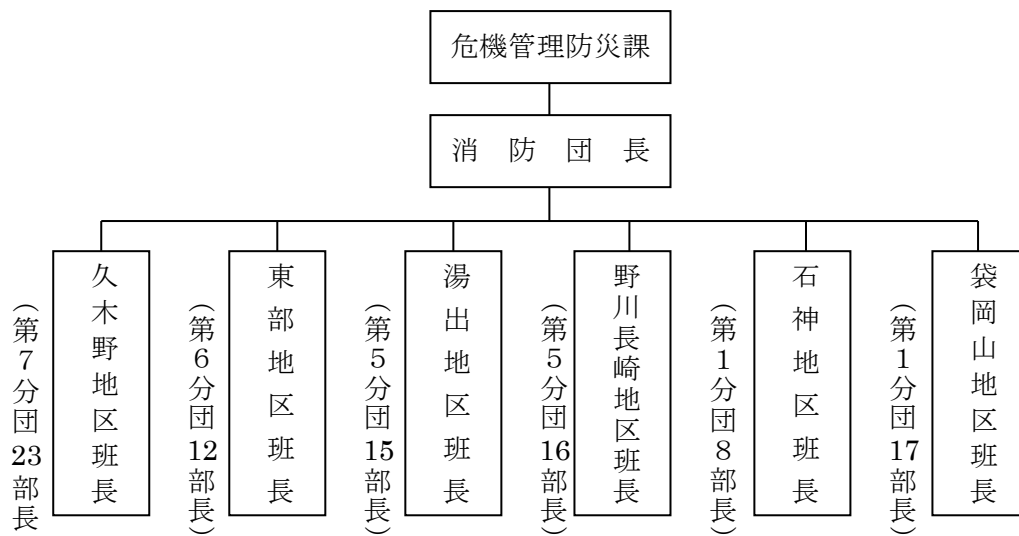 危機管理防災課
消防団長
久木野地区班長
（第７分団23部長
東部地区班長
（第６分団12部長）
湯出地区班長
（第５分団15部長）
野川長崎地区班長
（第５分団16部長）
石神地区班長
（第１分団８部長）
袋岡山地区班長
（第１分団17部長）